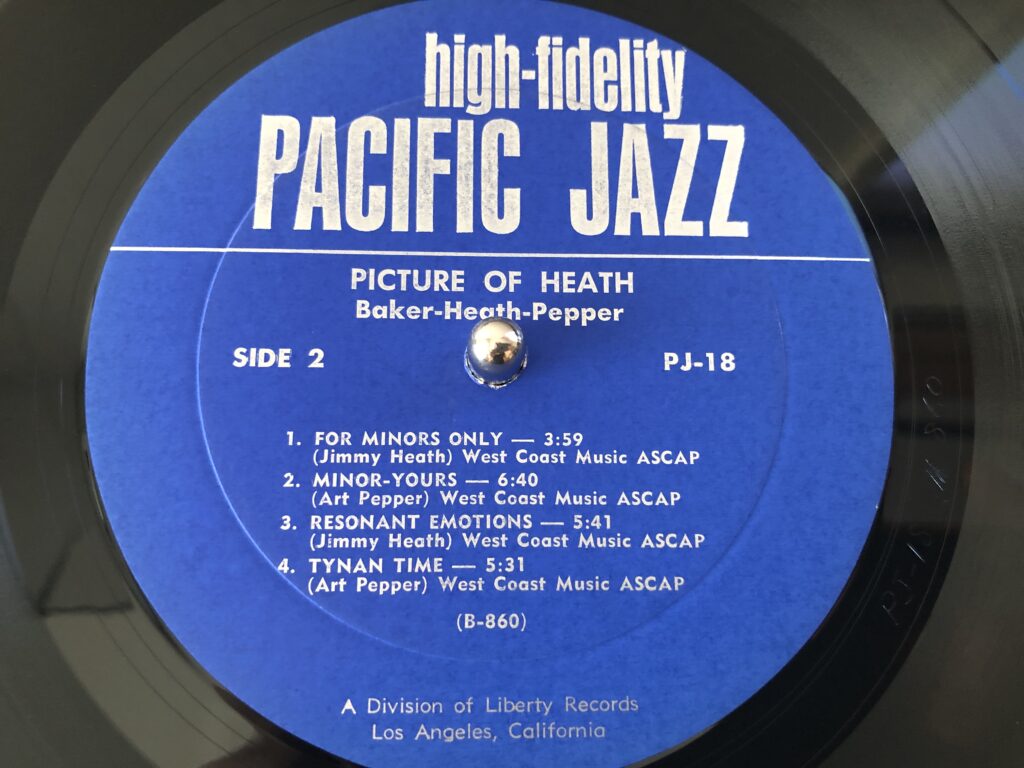 high-fidelity
PACIFIC JAZZ
PICTURE OF HEATH
Baker-Heath-Pepper
SIDE 2
PJ-18
1. FOR MINORS ONLY — 3:59
(Jimmy Heath) West Coast Music ASCAP
2. MINOR-YOURS — 6:40
(Art Pepper) West Coast Music ASCAP
3. RESONANT EMOTIONS — 5:41
(Jimmy Heath) West Coast Music ASCAP
4. TYNAN TIME — 5:31
(Art Pepper) West Coast Music ASCAP
(B-860)
A Division of Liberty Records
Los Angeles, California
PJ-18